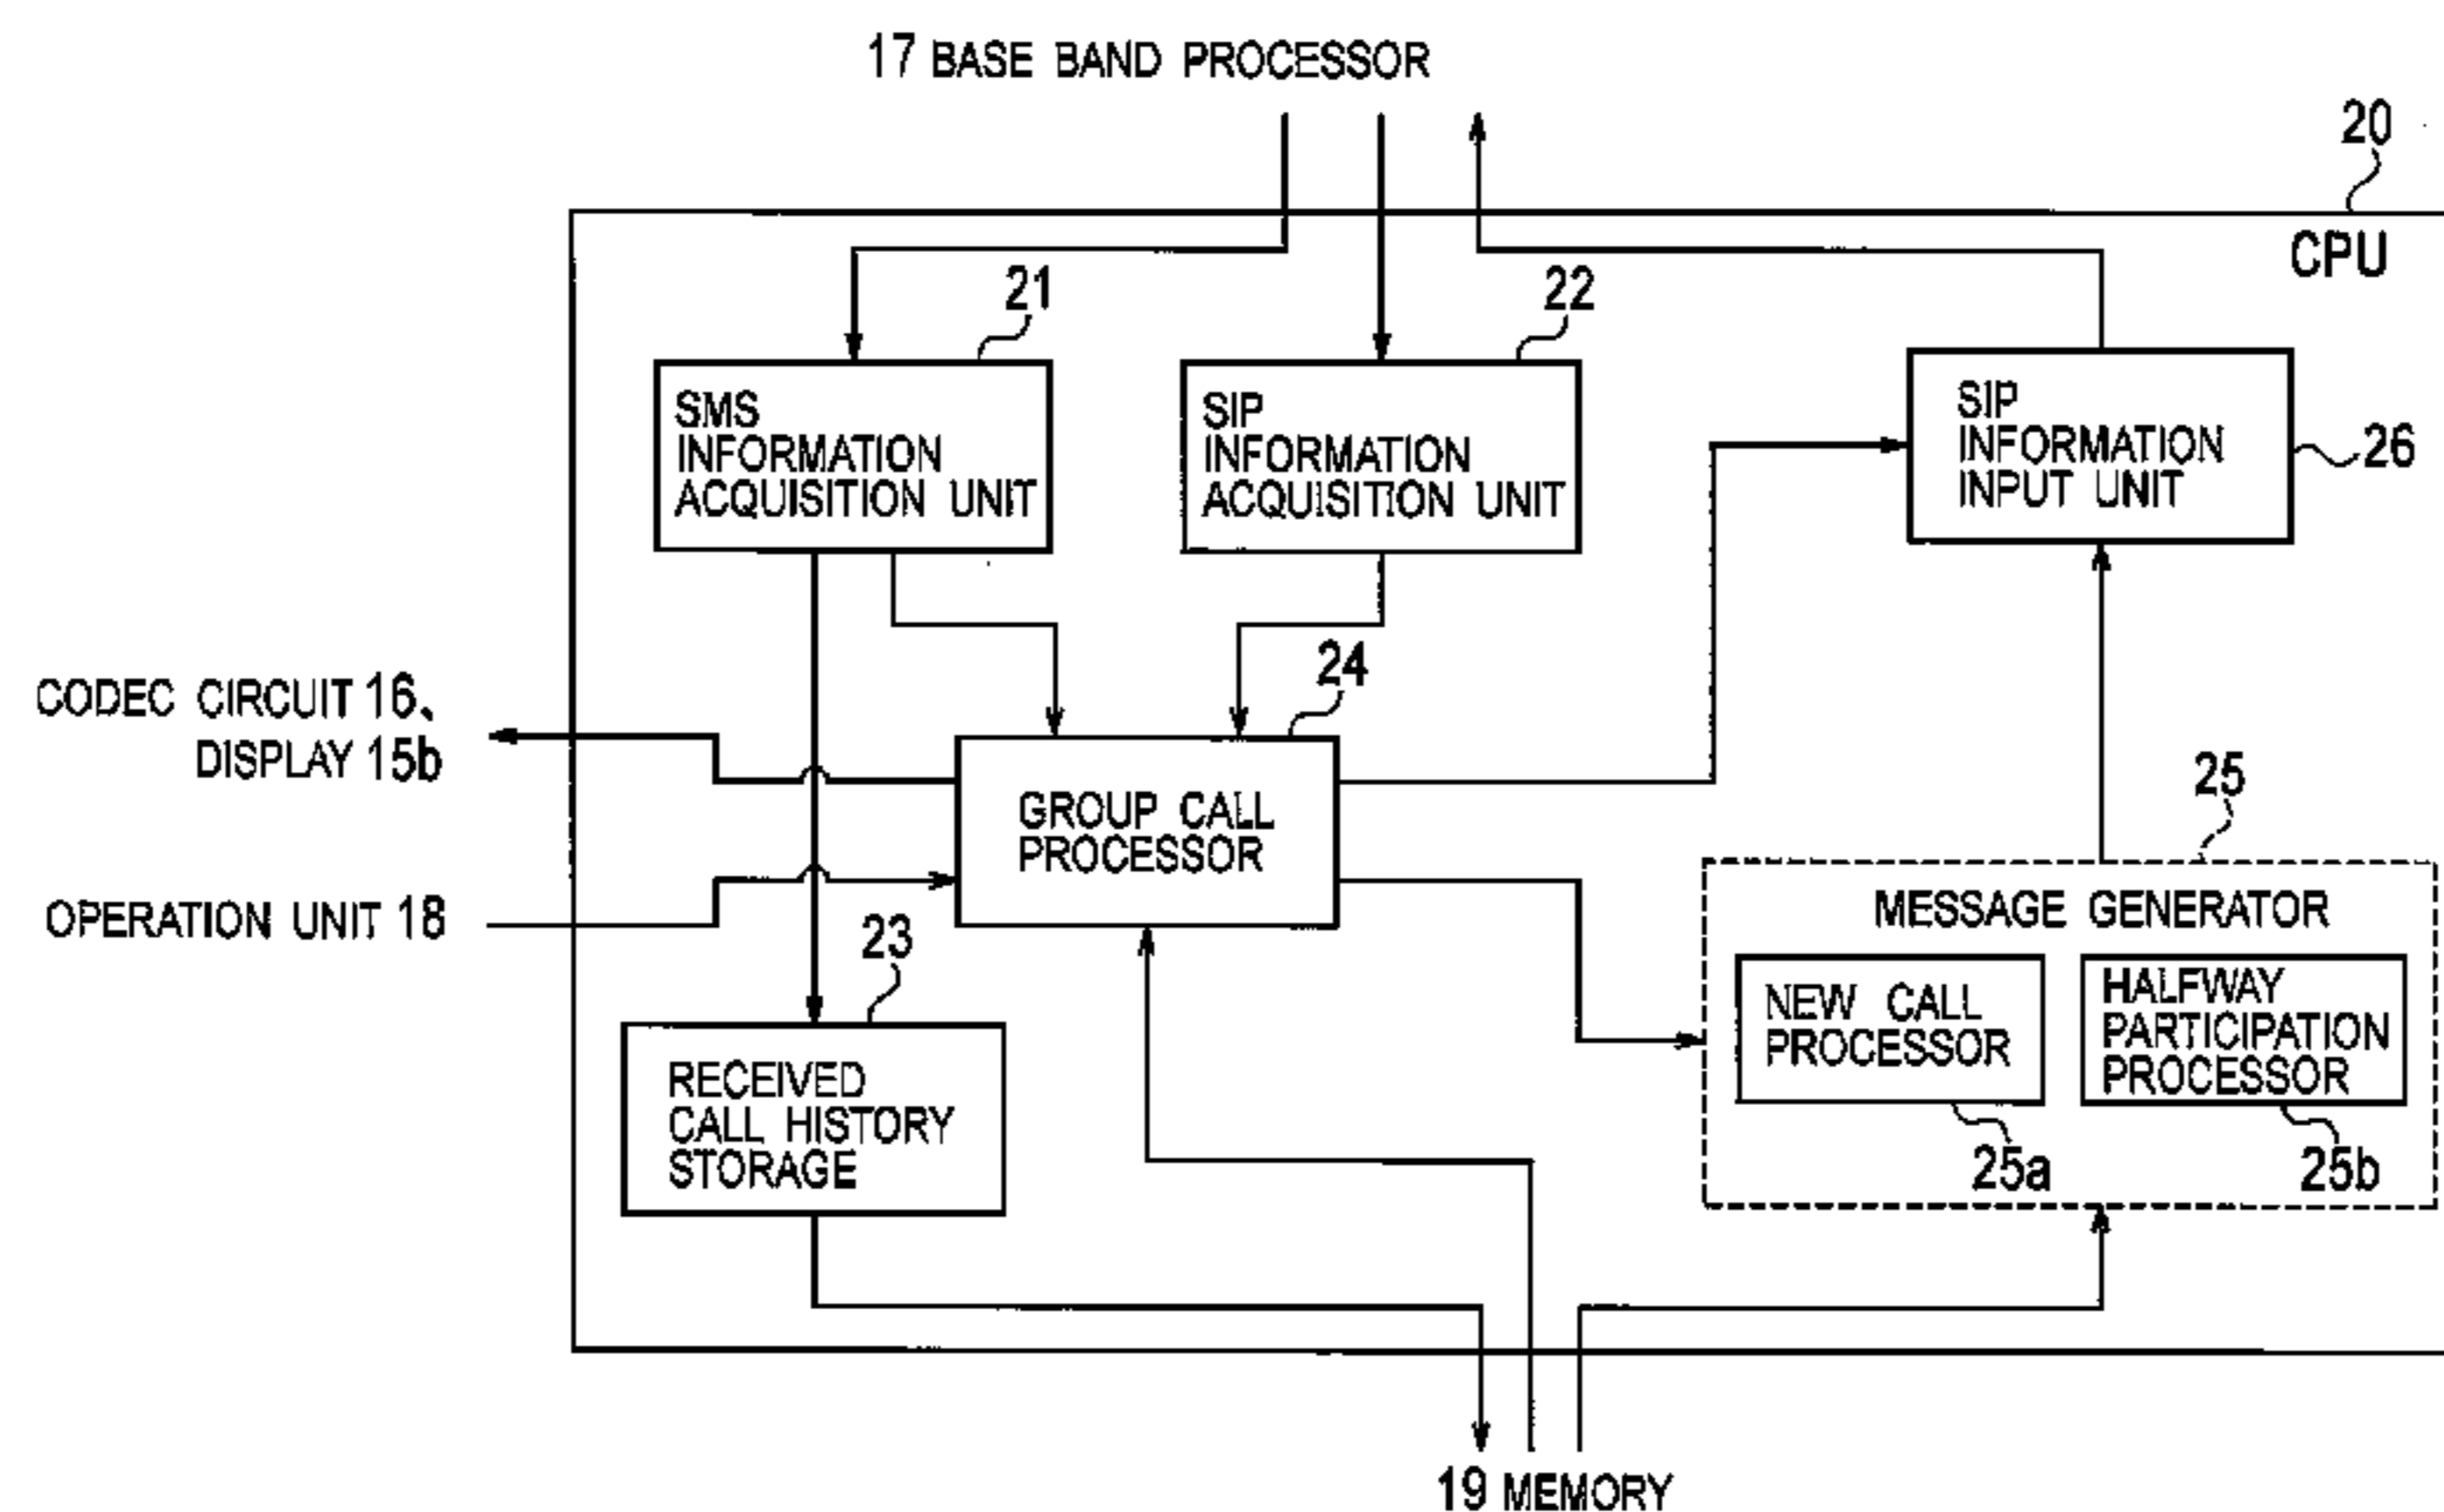 17 BASE BAND PROCESSOR
20
CPU
21
22
SMS
INFORMATION
ACQUISITION UNIT
SIP
INFORMATION
ACQUISITION UNIT
SIP
INFORMATION
INPUT UNIT
26
24
CODEC CIRCUIT 16、
DISPLAY 15b
GROUP CALL
PROCESSOR
25
OPERATION UNIT 18
23
MESSAGE GENERATOR
NEW CALL
PROCESSOR
HALFWAY
PARTICIPATION
PROCESSOR
RECEIVED
CALL HISTORY
STORAGE
25a
25b
19 MEMORY